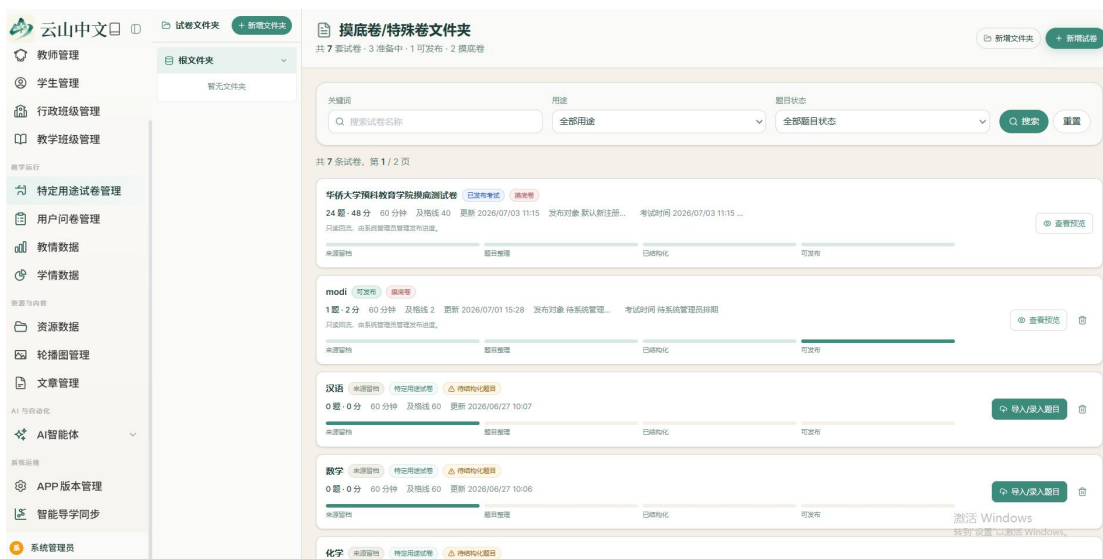 云山中文
教师管理
学生管理
行政班级管理
教学班级管理
教学运行
特定用途试卷管理
用户问卷管理
教情数据
学情数据
资源与内容
资源数据
轮播图管理
文章管理
AI 与自动化
AI智能体
系统运维
APP 版本管理
智能导学同步
系统管理员
试卷文件夹
+ 新增文件夹
根文件夹
暂无文件夹
摸底卷/特殊卷文件夹
共 7 套试卷 · 3 准备中 · 1 可发布 · 2 摸底卷
新增文件夹
+ 新增试卷
关键词
用途
题目状态
搜索试卷名称
全部用途
全部题目状态
搜索
重置
共 7 条试卷，第 1 / 2 页
华侨大学预科教育学院摸底测试卷 已发布考试 摸底卷
24 题 · 48 分 60 分钟 及格线 40 更新 2026/07/03 11:15 发布对象 默认新注册... 考试时间 2026/07/03 11:15 ...
只读回流，由系统管理员管理发布进度。
查看预览
来源留档 题目整理 已结构化 可发布
modi 可发布 摸底卷
1 题 · 2 分 60 分钟 及格线 2 更新 2026/07/01 15:28 发布对象 待系统管理... 考试时间 待系统管理员排期
只读回流，由系统管理员管理发布进度。
查看预览
来源留档 题目整理 已结构化 可发布
汉语 来源留档 特定用途试卷 待结构化题目
0 题 · 0 分 60 分钟 及格线 60 更新 2026/06/27 10:07
导入/录入题目
来源留档 题目整理 已结构化 可发布
数学 来源留档 特定用途试卷 待结构化题目
0 题 · 0 分 60 分钟 及格线 60 更新 2026/06/27 10:06
导入/录入题目
来源留档 题目整理 已结构化 可发布
化学 来源留档 特定用途试卷 待结构化题目
激活 Windows
转到"设置"以激活 Windows。